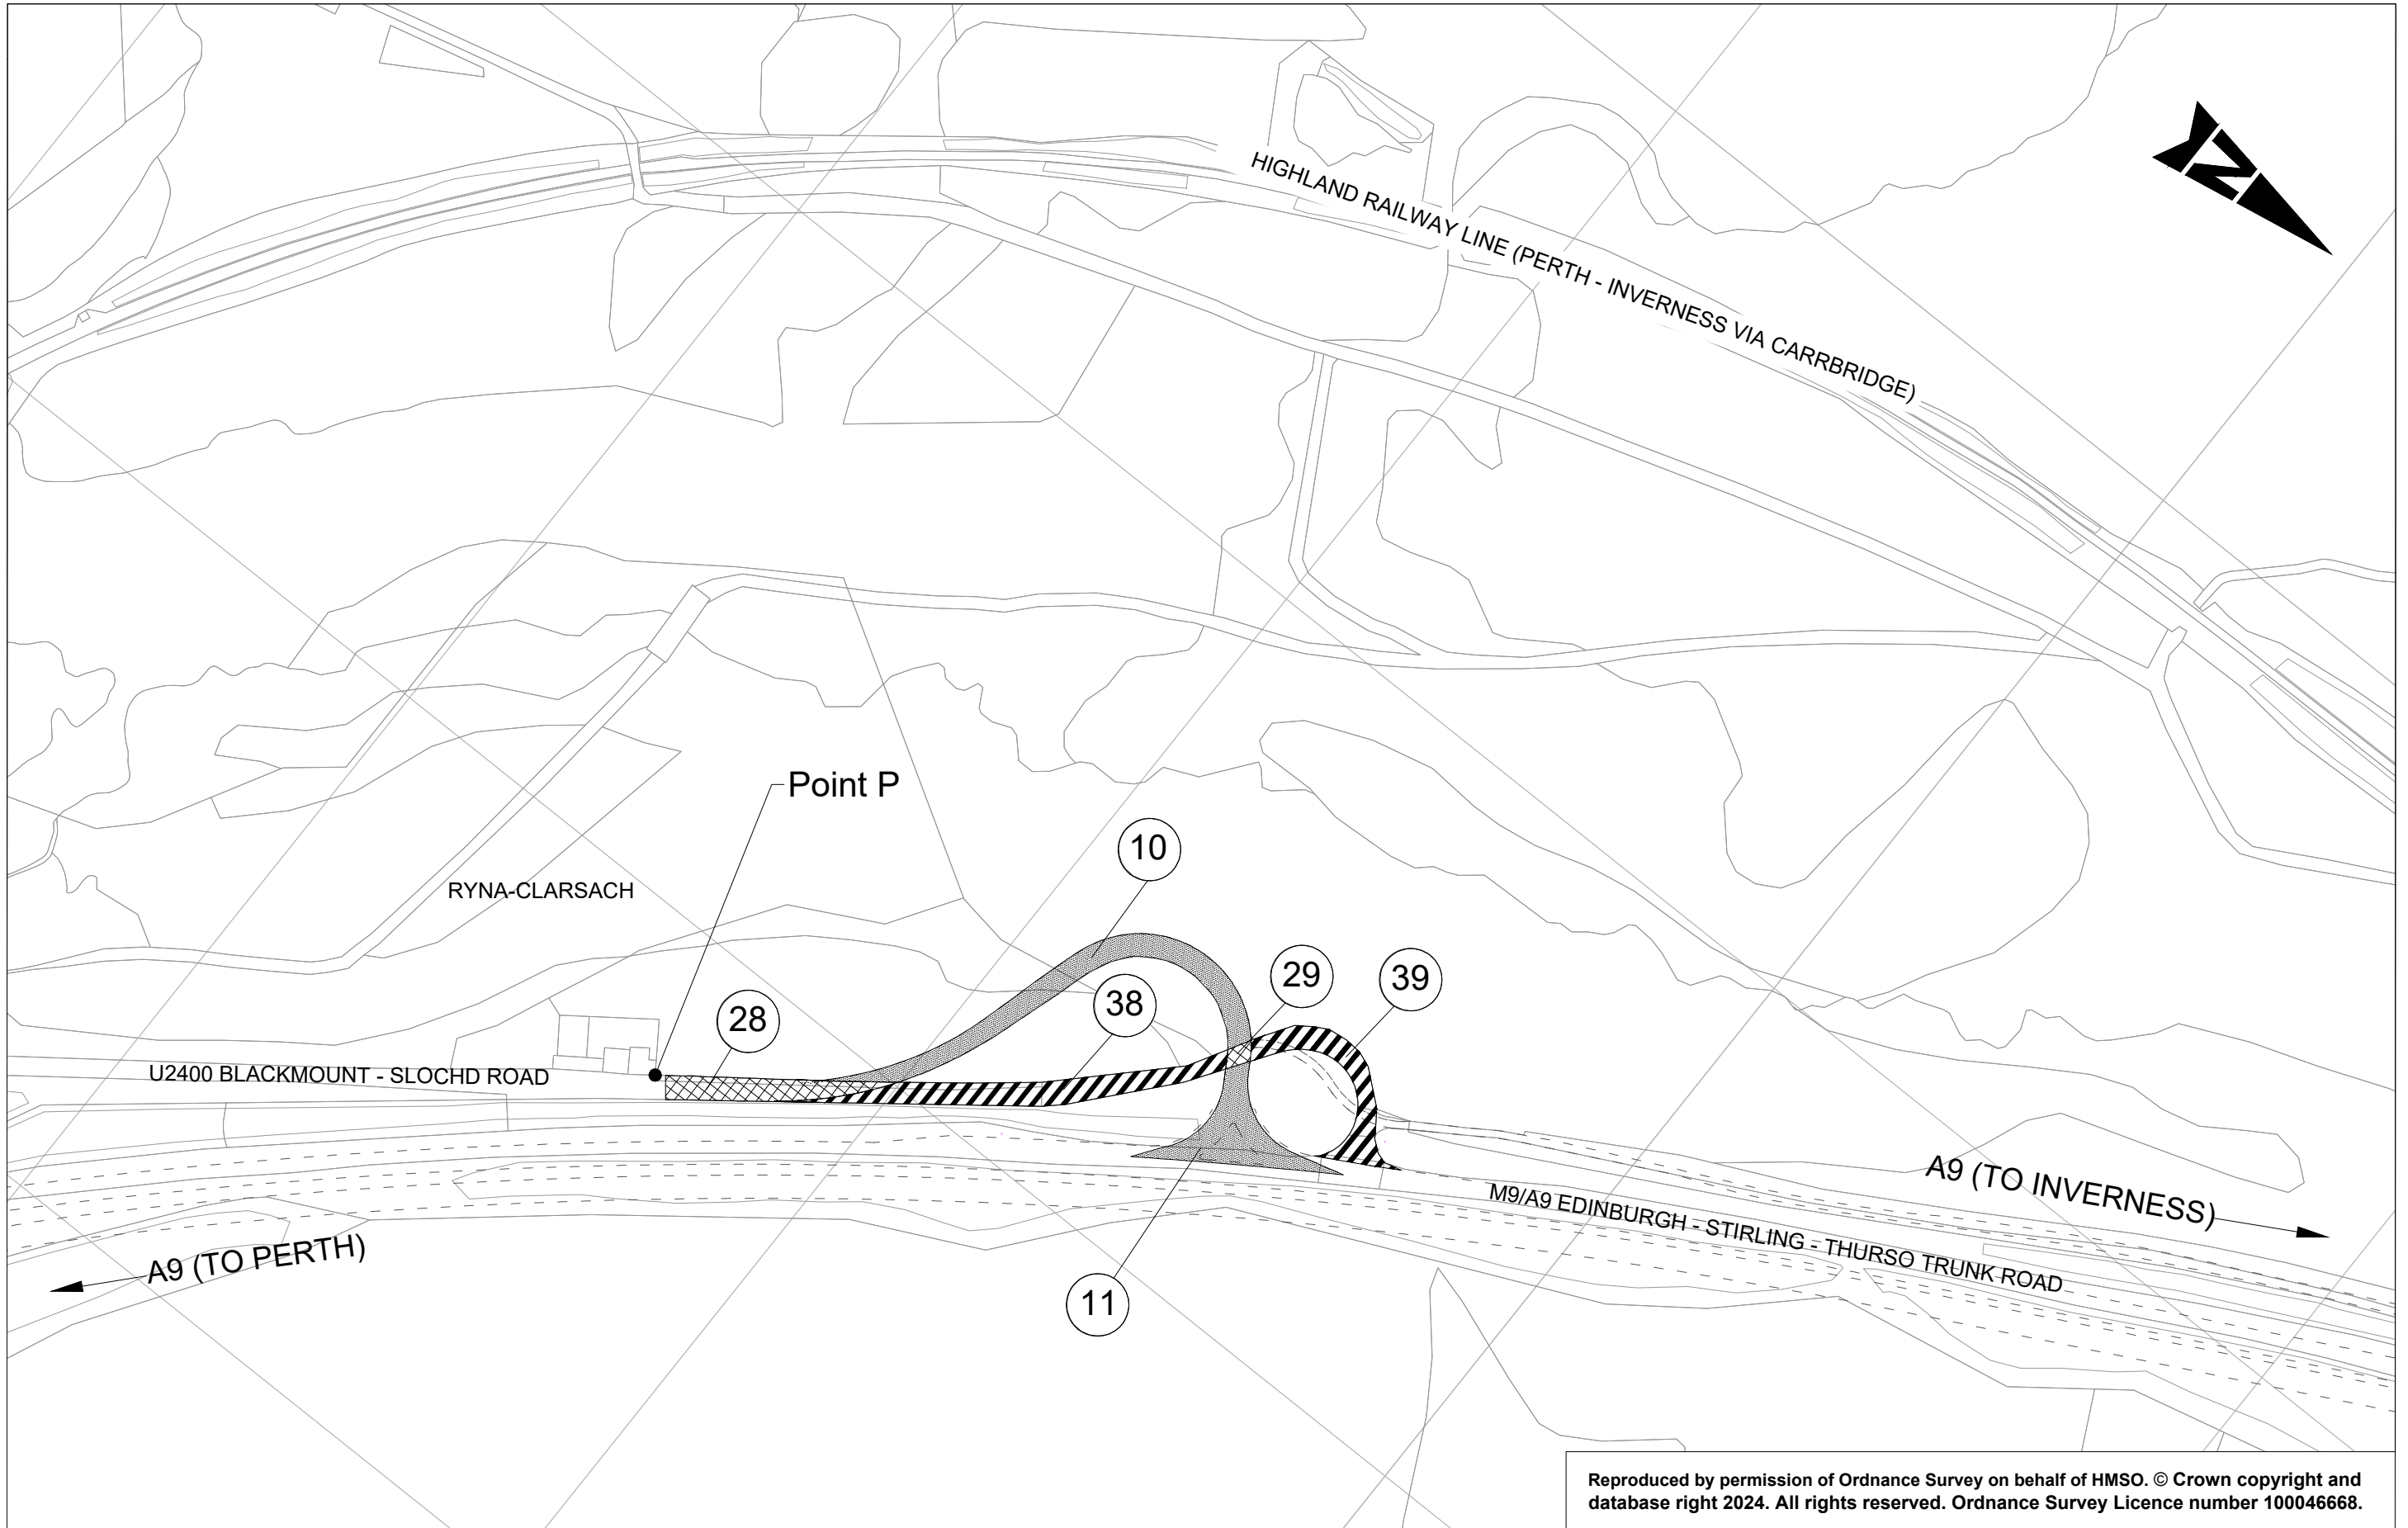 N
HIGHLAND RAILWAY LINE (PERTH - INVERNESS VIA CARRBRIDGE)
Point P
10
RYNA-CLARSACH
29
39
38
28
U2400 BLACKMOUNT - SLOCHD ROAD
A9 (TO INVERNESS)
M9/A9 EDINBURGH - STIRLING - THURSO TRUNK ROAD
A9 (TO PERTH)
11
Reproduced by permission of Ordnance Survey on behalf of HMSO. © Crown copyright and
database right 2024. All rights reserved. Ordnance Survey Licence number 100046668.